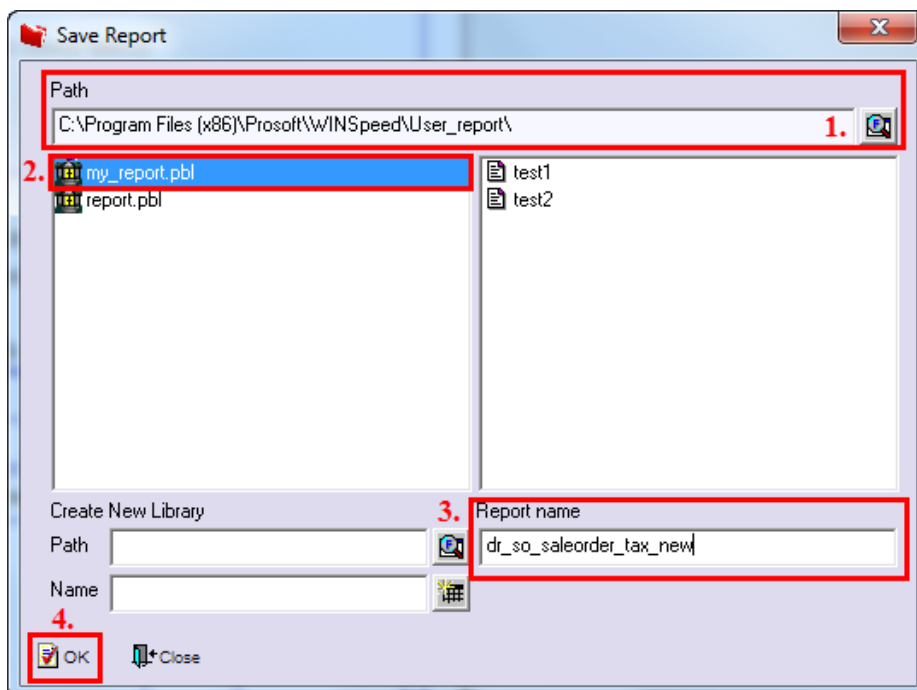 Save Report
Path
C:\Program Files (x86)\Prosoft\WINSpeed\User_report\ 1.
2. my_report.pbl
report.pbl
test1
test2
Create New Library
Path
Name
3. Report name
dr_so_saleorder_tax_new
4.
OK Close